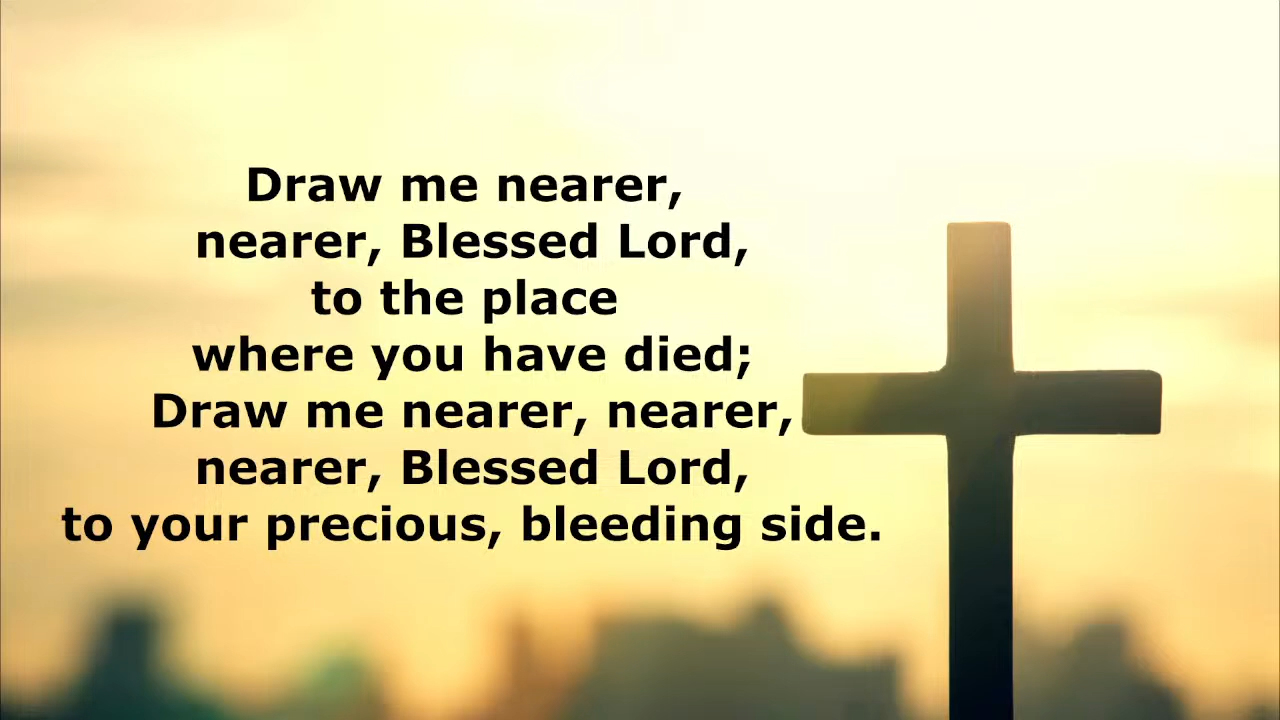 Draw me nearer,
nearer, Blessed Lord,
to the place
where you have died;
Draw me nearer, nearer,
nearer, Blessed Lord,
to your precious, bleeding side.